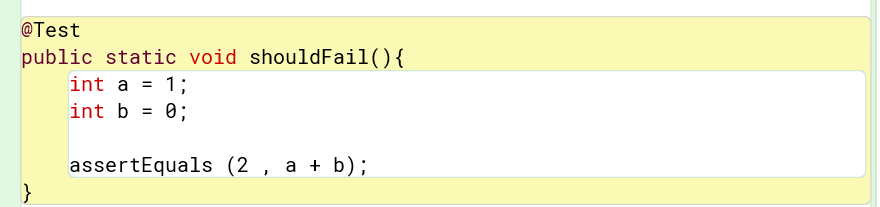 @Test
public static void shouldFail(){
    int a = 1;
    int b = 0;

    assertEquals (2 , a + b);
}